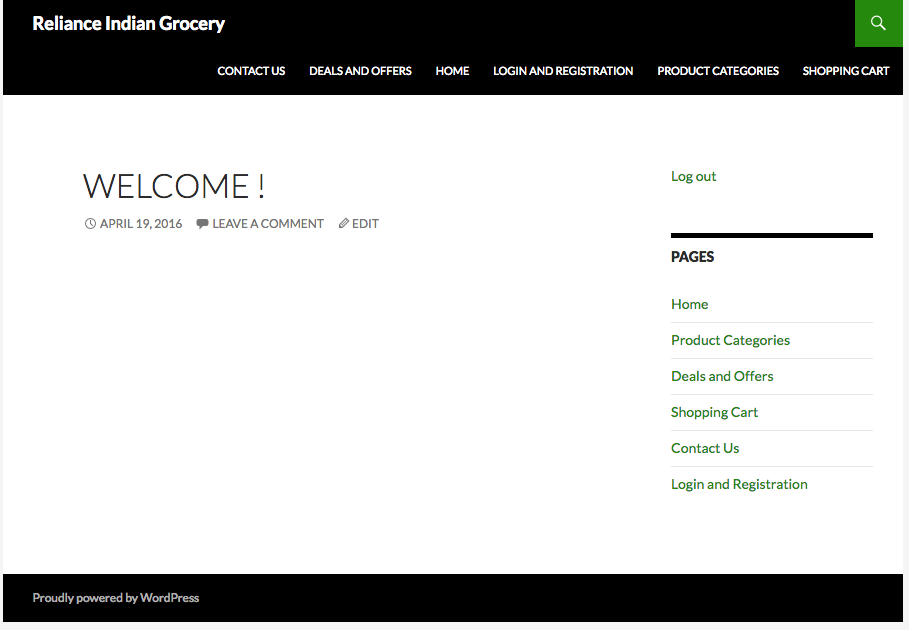 Reliance Indian Grocery
CONTACT US DEALS AND OFFERS HOME LOGIN AND REGISTRATION PRODUCT CATEGORIES SHOPPING CART
WELCOME !
APRIL 19, 2016 LEAVE A COMMENT EDIT
Log out
PAGES
Home
Product Categories
Deals and Offers
Shopping Cart
Contact Us
Login and Registration
Proudly powered by WordPress